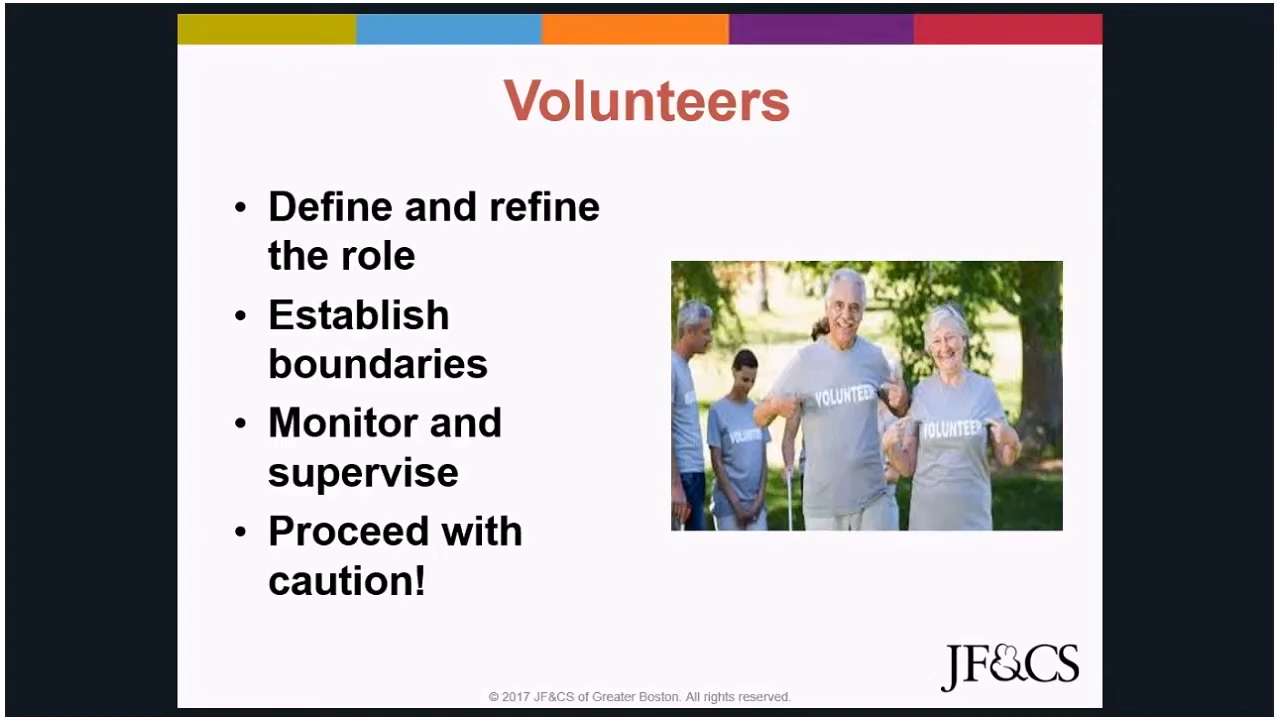 Volunteers
• Define and refine
the role
• Establish
boundaries
• Monitor and
supervise
• Proceed with
caution!
VOLUNTEER
VOLUNTEER
VOLUNTEER
JF&CS
© 2017 JF&CS of Greater Boston. All rights reserved.